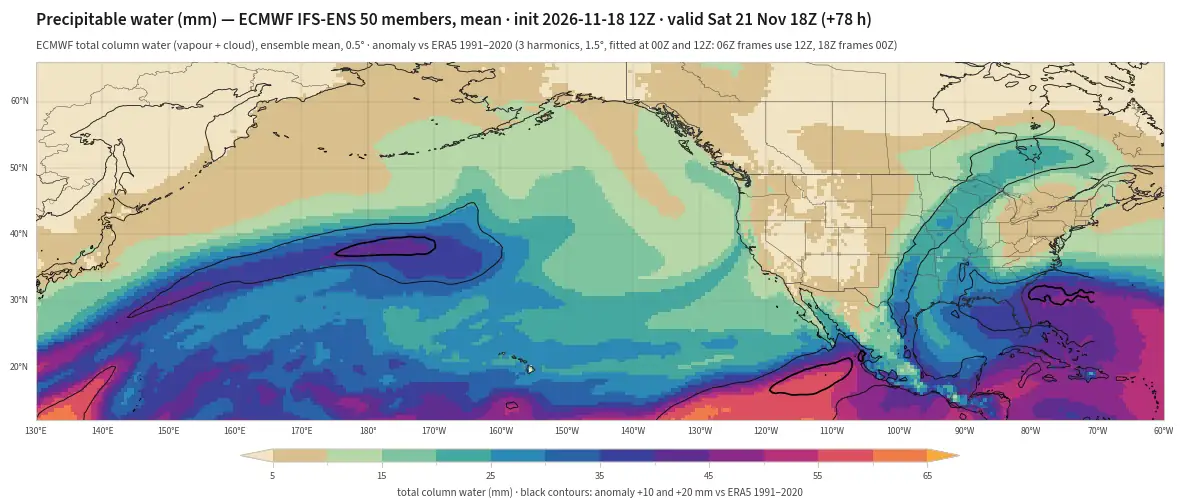 Precipitable water (mm) — ECMWF IFS-ENS 50 members, mean · init 2026-11-18 12Z · valid Sat 21 Nov 18Z (+78 h)
ECMWF total column water (vapour + cloud), ensemble mean, 0.5° · anomaly vs ERA5 1991–2020 (3 harmonics, 1.5°, fitted at 00Z and 12Z: 06Z frames use 12Z, 18Z frames 00Z)
60°N
50°N
40°N
30°N
20°N
130°E 140°E 150°E 160°E 170°E 180° 170°W 160°W 150°W 140°W 130°W 120°W 110°W 100°W 90°W 80°W 70°W 60°W
5 15 25 35 45 55 65
total column water (mm) · black contours: anomaly +10 and +20 mm vs ERA5 1991–2020